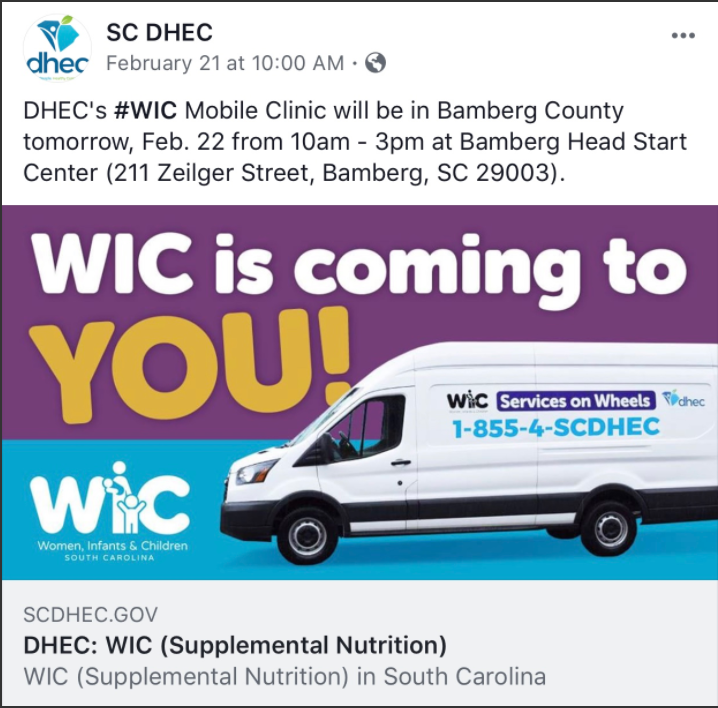 SC DHEC
February 21 at 10:00 AM ·
dhec
DHEC's #WIC Mobile Clinic will be in Bamberg County
tomorrow, Feb. 22 from 10am - 3pm at Bamberg Head Start
Center (211 Zeilger Street, Bamberg, SC 29003).
WIC is coming to
YOU!
WIC Services on Wheels dhec
1-855-4-SCDHEC
WIC
Women, Infants & Children
SOUTH CAROLINA
SCDHEC.GOV
DHEC: WIC (Supplemental Nutrition)
WIC (Supplemental Nutrition) in South Carolina